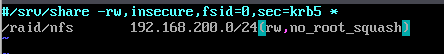 #/srv/share -rw,insecure,fsid=0,sec=krb5 *
/raid/nfs        192.168.200.0/24(rw,no_root_squash)
~